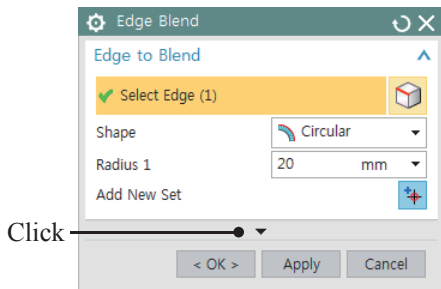 Edge Blend
Edge to Blend
Select Edge (1)
Shape Circular
Radius 1 20 mm
Add New Set
Click
< OK > Apply Cancel